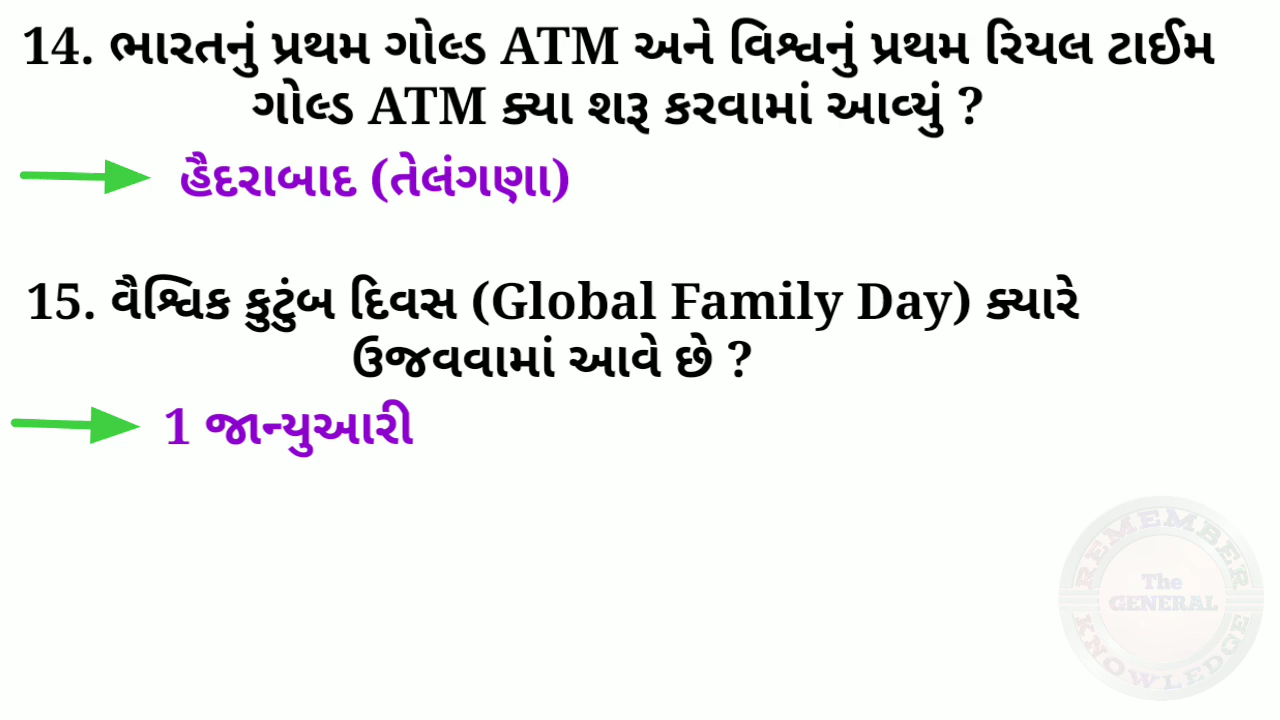 14. ભારતનું પ્રથમ ગોલ્ડ ATM અને વિશ્વનું પ્રથમ રિયલ ટાઈમ
ગોલ્ડ ATM ક્યા શરૂ કરવામાં આવ્યું ?
હૈદરાબાદ (તેલંગણા)
15. વૈશ્વિક કુટુંબ દિવસ (Global Family Day) ક્યારે
ઉજવવામાં આવે છે ?
1 જાન્યુઆરી
REMEMBER
The
GENERAL
KNOWLEDGE